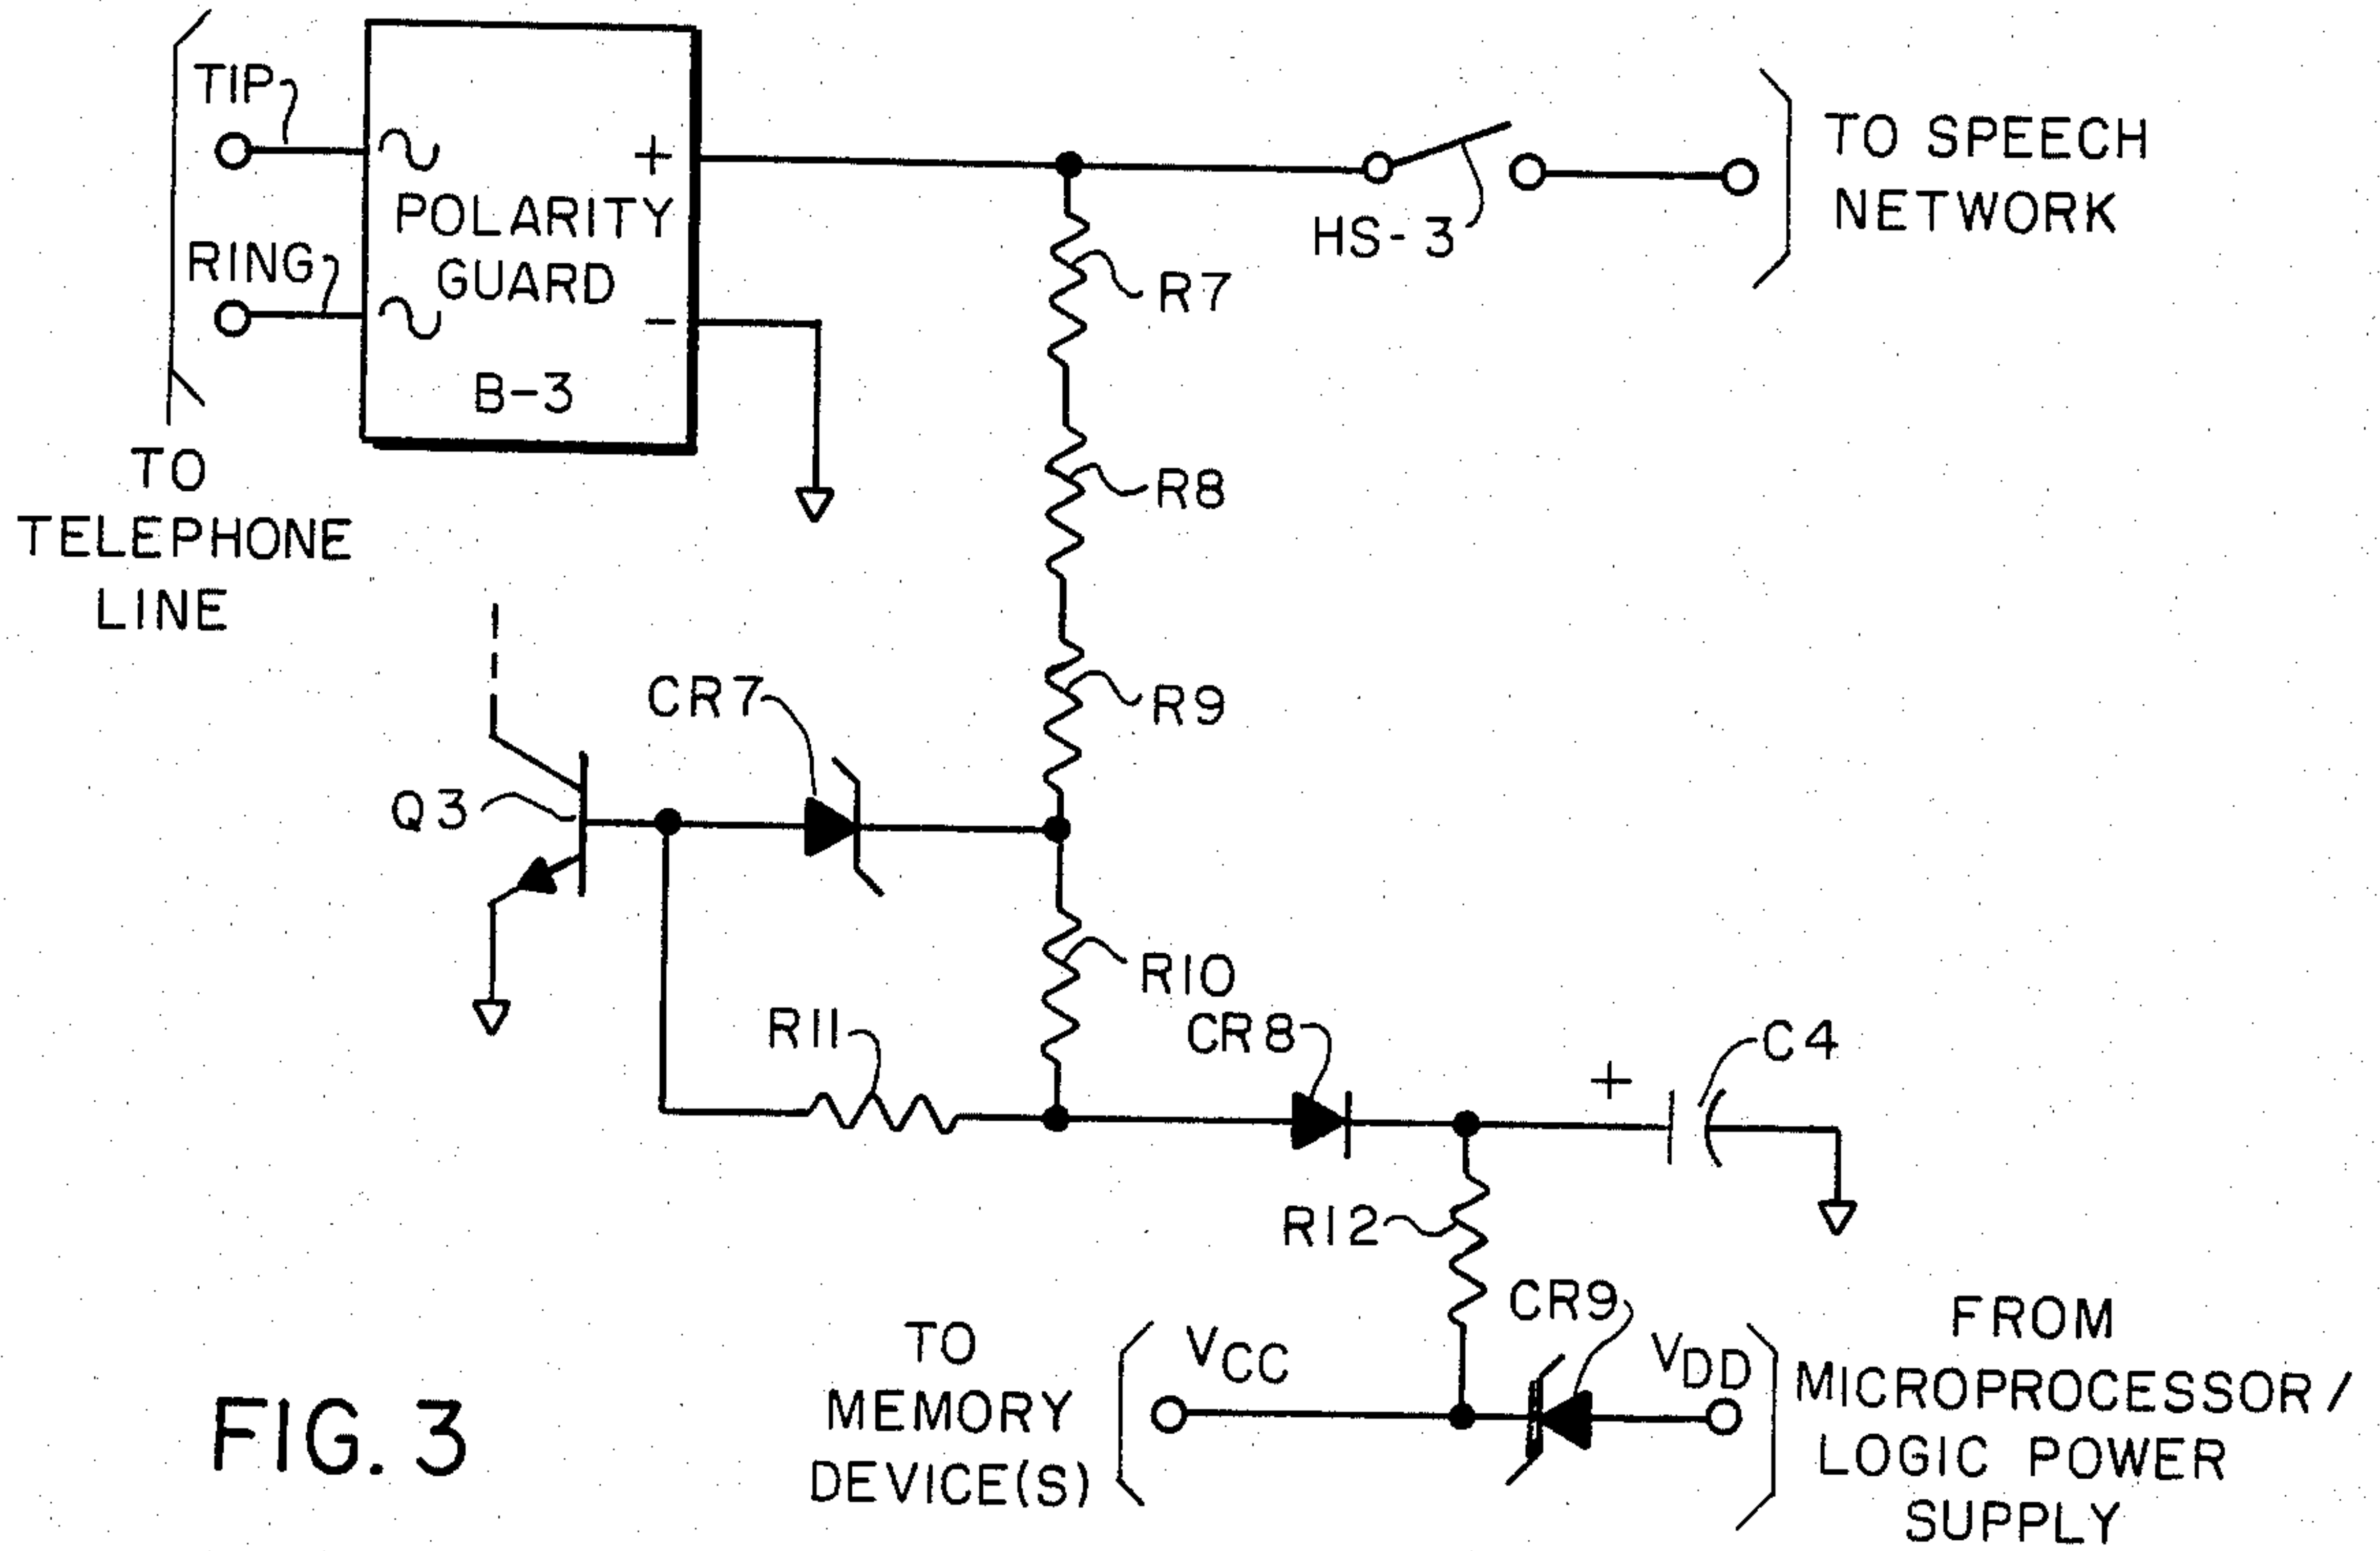 TIP
RING
+
POLARITY
GUARD
-
B-3
TO
TELEPHONE
LINE
HS-3
TO SPEECH
NETWORK
R7
R8
R9
CR7
Q3
R10
R11
CR8
+
C4
R12
CR9
TO
MEMORY
DEVICE(S)
VCC
VDD
FROM
MICROPROCESSOR/
LOGIC POWER
SUPPLY
FIG. 3